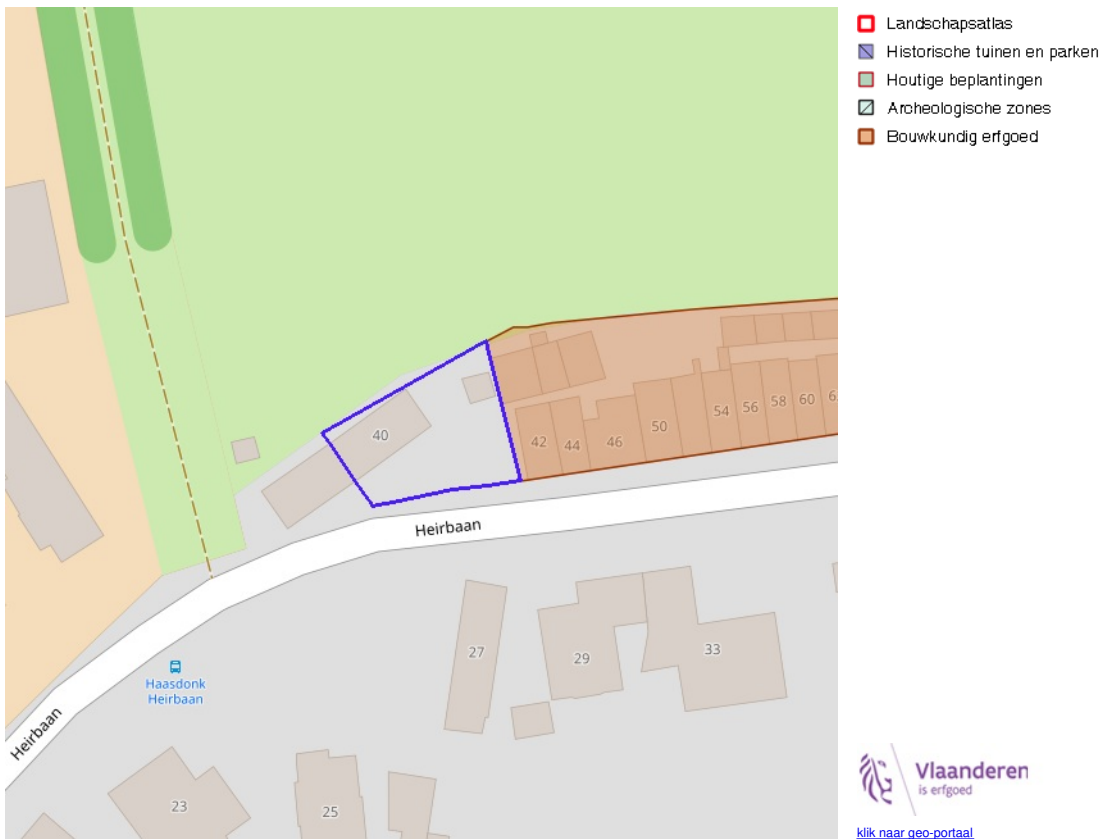 Landschapsatlas
Historische tuinen en parken
Houtige beplantingen
Archeologische zones
Bouwkundig erfgoed
40
42
44
46
50
54
56
58
60
Heirbaan
27
29
33
Haasdonk
Heirbaan
Heirbaan
23
25
Vlaanderen
is erfgoed
klik naar geo-portaal